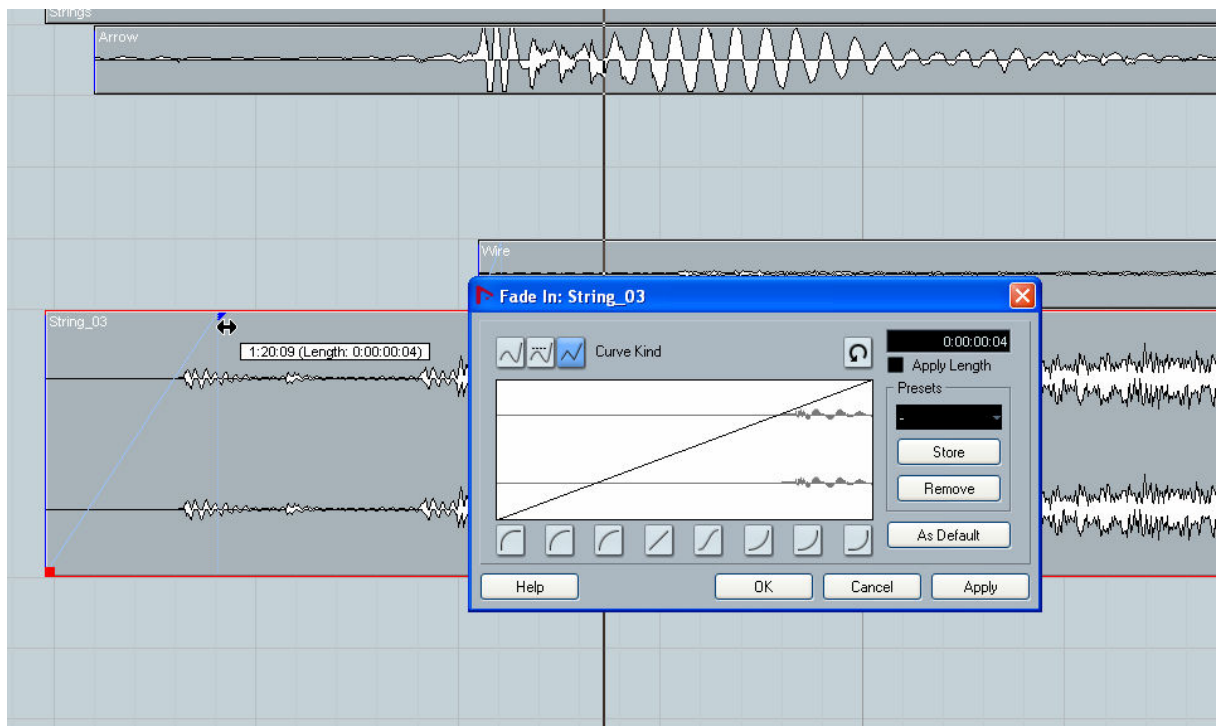 Strings
Arrow
Wire
Fade In: String_03
String_03
1:20:09 (Length: 0:00:00:04)
Curve Kind
0:00:00:04
Apply Length
Presets
-
Store
Remove
As Default
Help
OK
Cancel
Apply